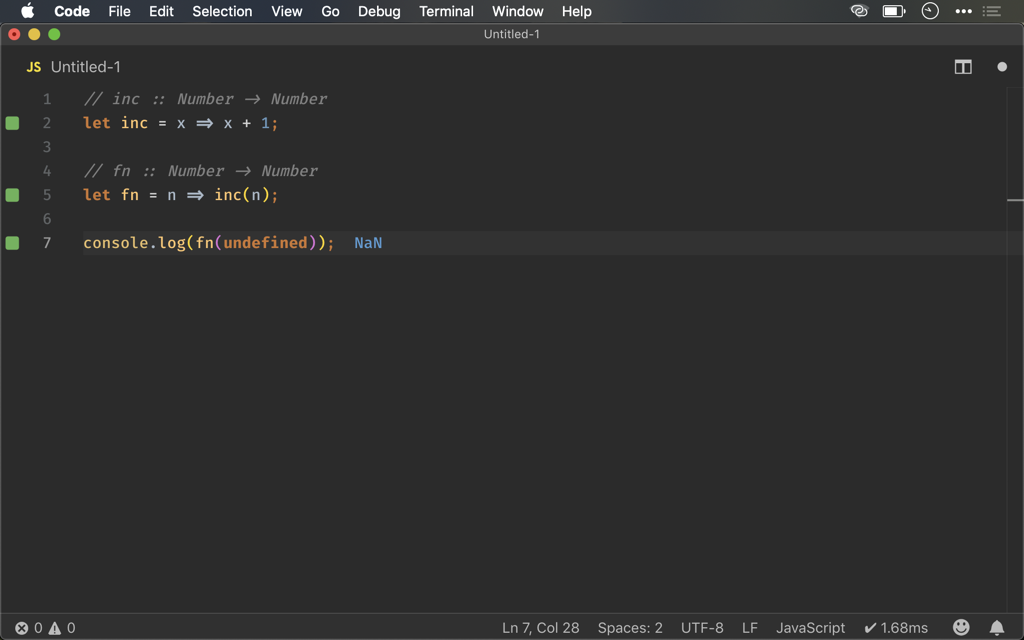 Code File Edit Selection View Go Debug Terminal Window Help
Untitled-1
JS Untitled-1
1 // inc :: Number -> Number
2 let inc = x => x + 1;
3
4 // fn :: Number -> Number
5 let fn = n => inc(n);
6
7 console.log(fn(undefined)); NaN
0 0 Ln 7, Col 28 Spaces: 2 UTF-8 LF JavaScript ✔ 1.68ms